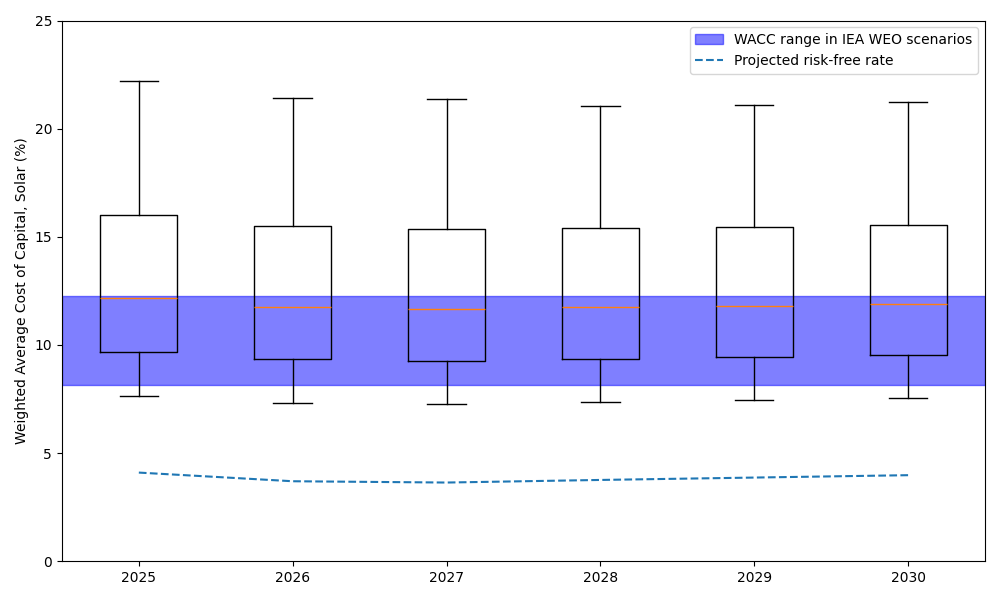 WACC range in IEA WEO scenarios
Projected risk-free rate
Weighted Average Cost of Capital, Solar (%)
25
20
15
10
5
0
2025 2026 2027 2028 2029 2030